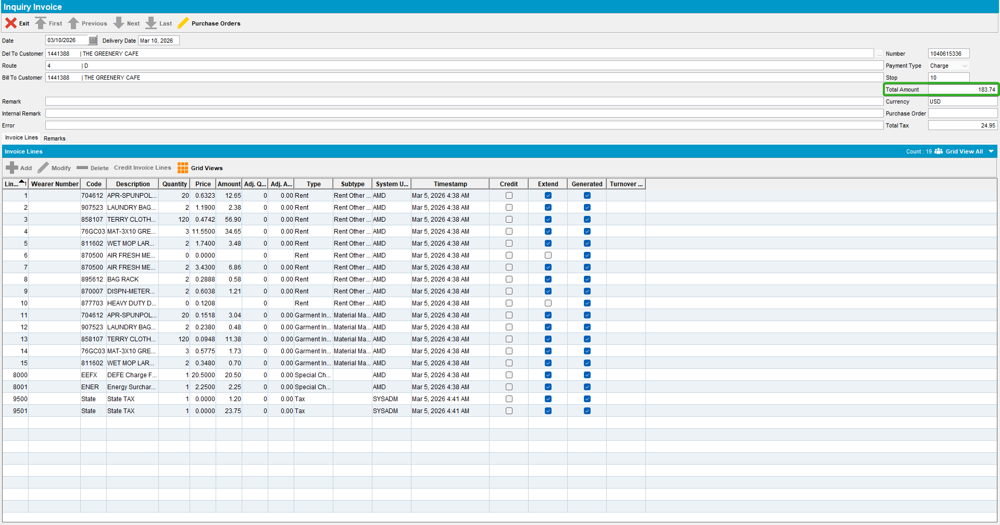 Inquiry Invoice
Exit First Previous Next Last Purchase Orders
Date 03/10/2026 16 Delivery Date Mar 10, 2026
Del To Customer 1441388 | THE GREENERY CAFE ... Number 1040615336
Route 4 | D Payment Type Charge
Bill To Customer 1441388 | THE GREENERY CAFE Stop 10
Total Amount 183.74
Remark Currency USD
Internal Remark Purchase Order
Error Total Tax 24.95
Invoice Lines Remarks
Invoice Lines Count : 19 Grid View All
Add Modify Delete Credit Invoice Lines Grid Views
Lin... 1 Wearer Number Code Description Quantity Price Amount Adj. Q... Adj. A... Type Subtype System U... Timestamp Credit Extend Generated Turnover ...
1 704612 APR-SPUNPOL... 20 0.6323 12.65 0 0.00 Rent Rent Other ... AMD Mar 5, 2026 4:38 AM
2 907523 LAUNDRY BAG... 2 1.1900 2.38 0 0.00 Rent Rent Other ... AMD Mar 5, 2026 4:38 AM
3 858107 TERRY CLOTH... 120 0.4742 56.90 0 0.00 Rent Rent Other ... AMD Mar 5, 2026 4:38 AM
4 76GC03 MAT-3X10 GRE... 3 11.5500 34.65 0 0.00 Rent Rent Other ... AMD Mar 5, 2026 4:38 AM
5 811602 WET MOP LAR... 2 1.7400 3.48 0 0.00 Rent Rent Other ... AMD Mar 5, 2026 4:38 AM
6 870500 AIR FRESH ME... 0 0.0000 0 Rent Rent Other ... AMD Mar 5, 2026 4:38 AM
7 870500 AIR FRESH ME... 2 3.4300 6.86 0 0.00 Rent Rent Other ... AMD Mar 5, 2026 4:38 AM
8 895612 BAG RACK 2 0.2888 0.58 0 0.00 Rent Rent Other ... AMD Mar 5, 2026 4:38 AM
9 870007 DISPN-METER... 2 0.6038 1.21 0 0.00 Rent Rent Other ... AMD Mar 5, 2026 4:38 AM
10 877703 HEAVY DUTY D... 0 0.1208 0 Rent Rent Other ... AMD Mar 5, 2026 4:38 AM
11 704612 APR-SPUNPOL... 20 0.1518 3.04 0 0.00 Garment In... Material Ma... AMD Mar 5, 2026 4:38 AM
12 907523 LAUNDRY BAG... 2 0.2380 0.48 0 0.00 Garment In... Material Ma... AMD Mar 5, 2026 4:38 AM
13 858107 TERRY CLOTH... 120 0.0948 11.38 0 0.00 Garment In... Material Ma... AMD Mar 5, 2026 4:38 AM
14 76GC03 MAT-3X10 GRE... 3 0.5775 1.73 0 0.00 Garment In... Material Ma... AMD Mar 5, 2026 4:38 AM
15 811602 WET MOP LAR... 2 0.3480 0.70 0 0.00 Garment In... Material Ma... AMD Mar 5, 2026 4:38 AM
8000 EEFX DEFE Charge F... 1 20.5000 20.50 0 0.00 Special Ch... AMD Mar 5, 2026 4:38 AM
8001 ENER Energy Surchar... 1 2.2500 2.25 0 0.00 Special Ch... AMD Mar 5, 2026 4:38 AM
9500 State State TAX 1 0.0000 1.20 0 0.00 Tax SYSADM Mar 5, 2026 4:41 AM
9501 State State TAX 1 0.0000 23.75 0 0.00 Tax SYSADM Mar 5, 2026 4:41 AM